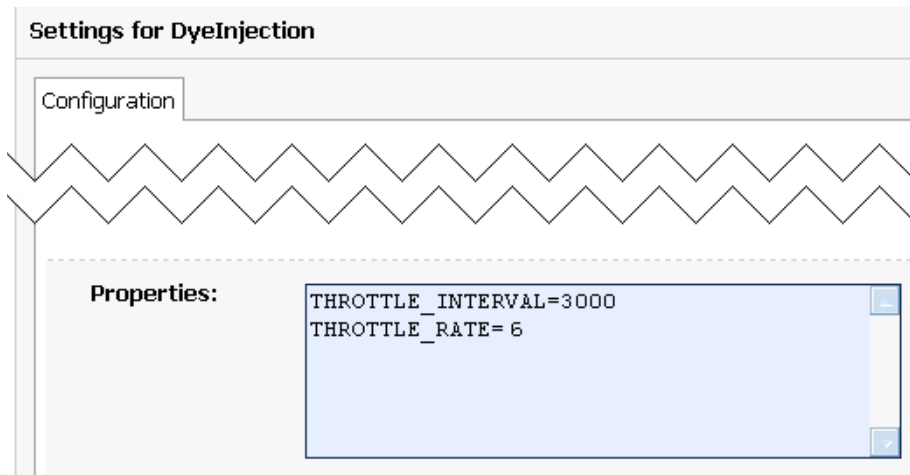 Settings for DyeInjection
Configuration
Properties:
THROTTLE_INTERVAL=3000
THROTTLE_RATE= 6